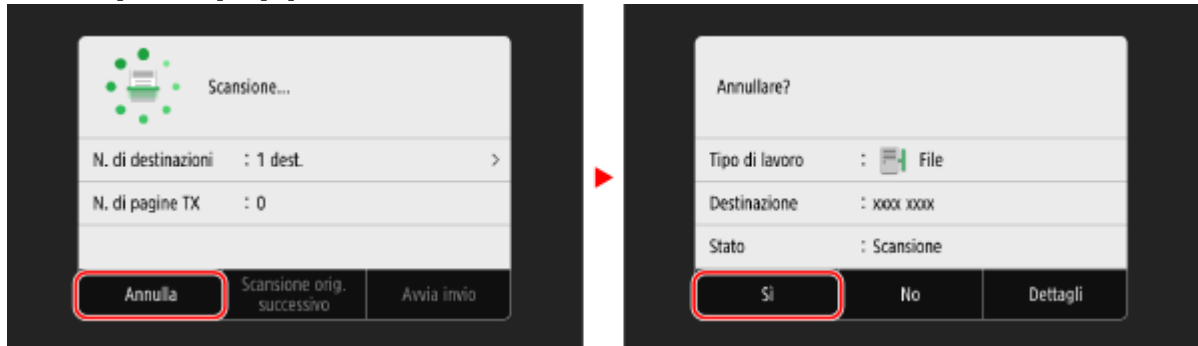 Scansione...
N. di destinazioni : 1 dest. >
N. di pagine TX : 0
Annulla
Scansione orig.
successivo
Avvia invio
Annullare?
Tipo di lavoro : File
Destinazione : xxxx xxxx
Stato : Scansione
Sì
No
Dettagli